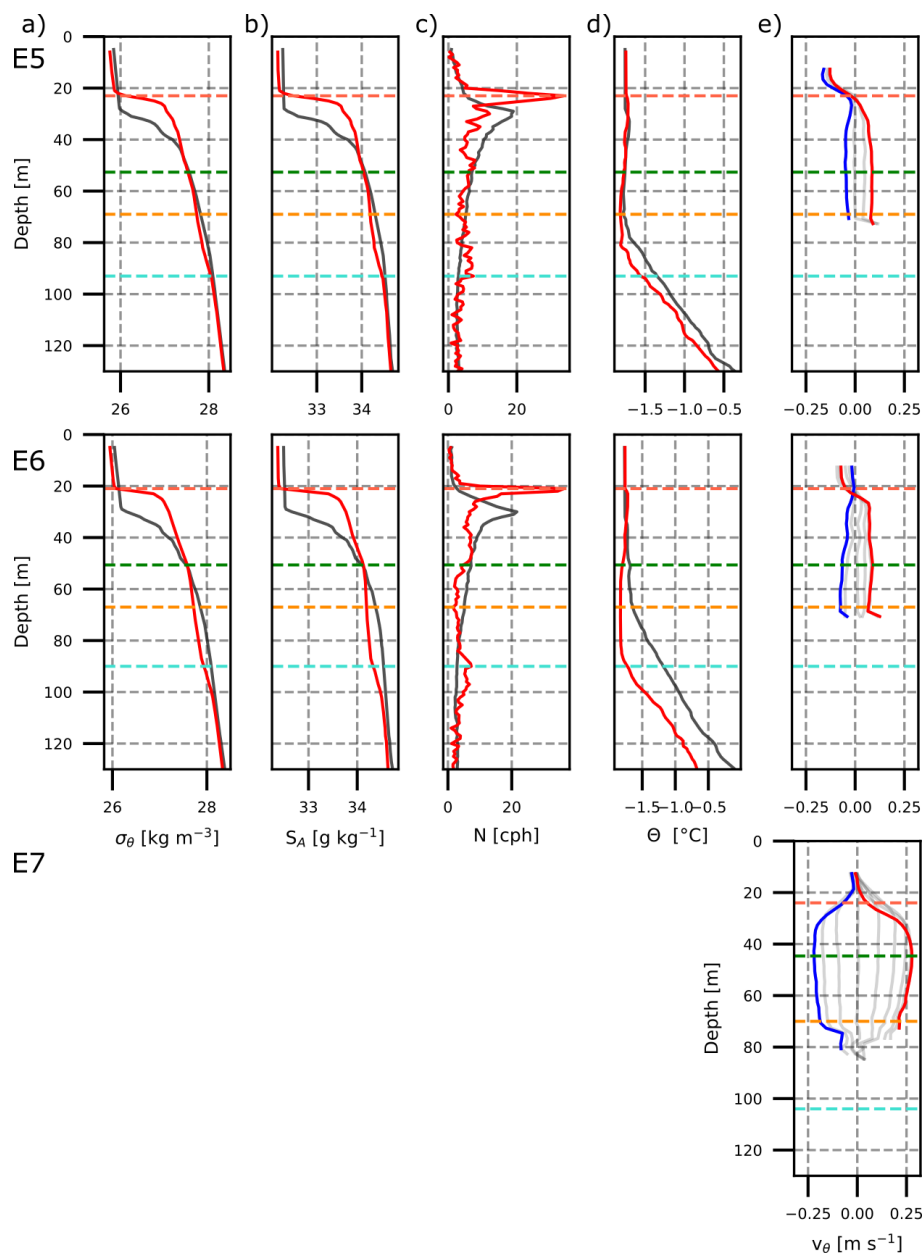 a) b) c) d) e)
E5
0
20
40
60
80
100
120
Depth [m]
26 28
33 34
0 20
−1.5 −1.0 −0.5
−0.25 0.00 0.25
E6
0
20
40
60
80
100
120
Depth [m]
26 28
33 34
0 20
−1.5 −1.0 −0.5
−0.25 0.00 0.25
σθ [kg m⁻³]
S_A [g kg⁻¹]
N [cph]
Θ [°C]
E7
0
20
40
60
80
100
120
Depth [m]
−0.25 0.00 0.25
vθ [m s⁻¹]